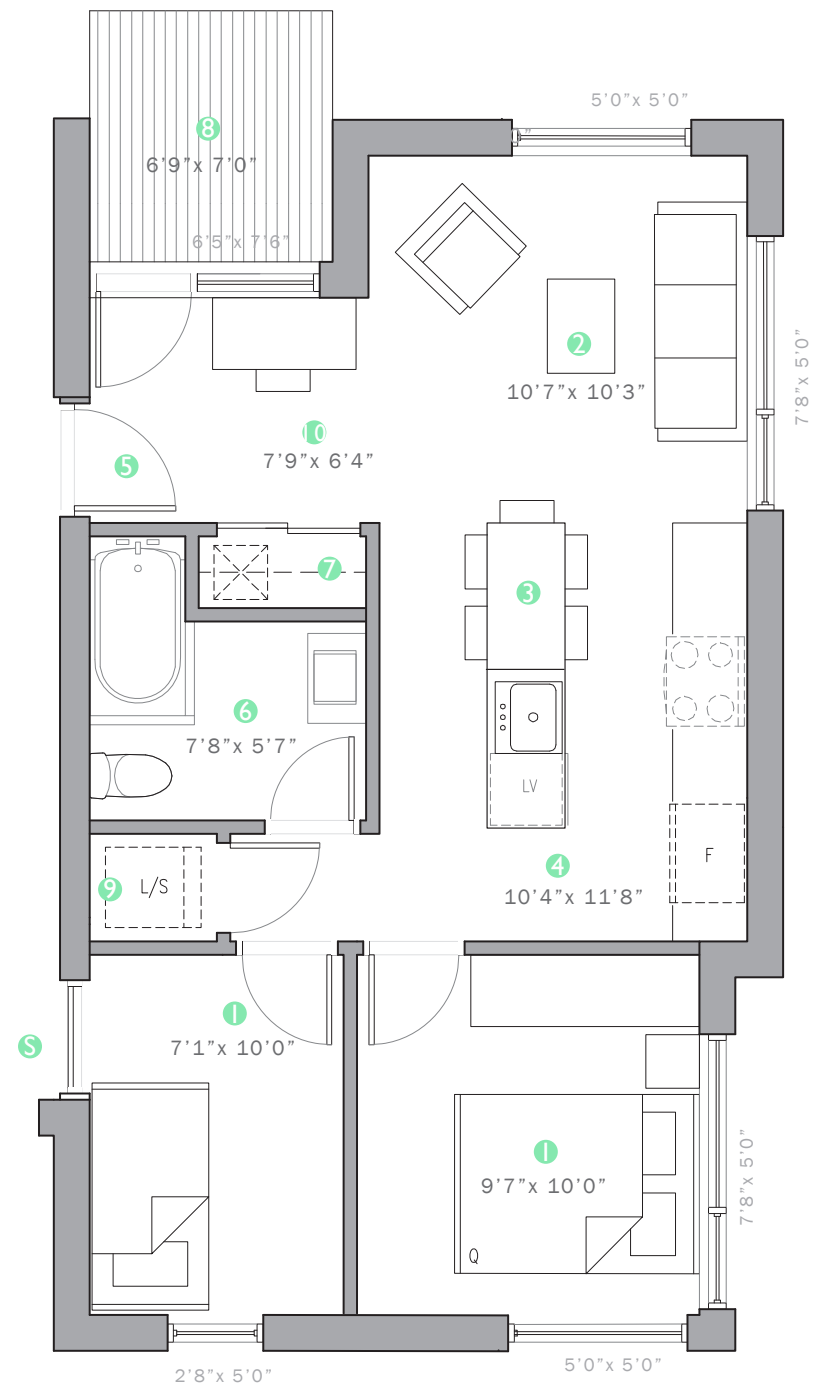 5’0”x 5’0”
8
6’9”x 7’0”
6’5”x 7’6”
2
10’7”x 10’3”
7’8”x 5’0”
10
7’9”x 6’4”
5
7
3
6
7’8”x 5’7”
LV
4
10’4”x 11’8”
F
9
L/S
1
7’1”x 10’0”
S
1
9’7”x 10’0”
7’8”x 5’0”
Q
2’8”x 5’0”
5’0”x 5’0”